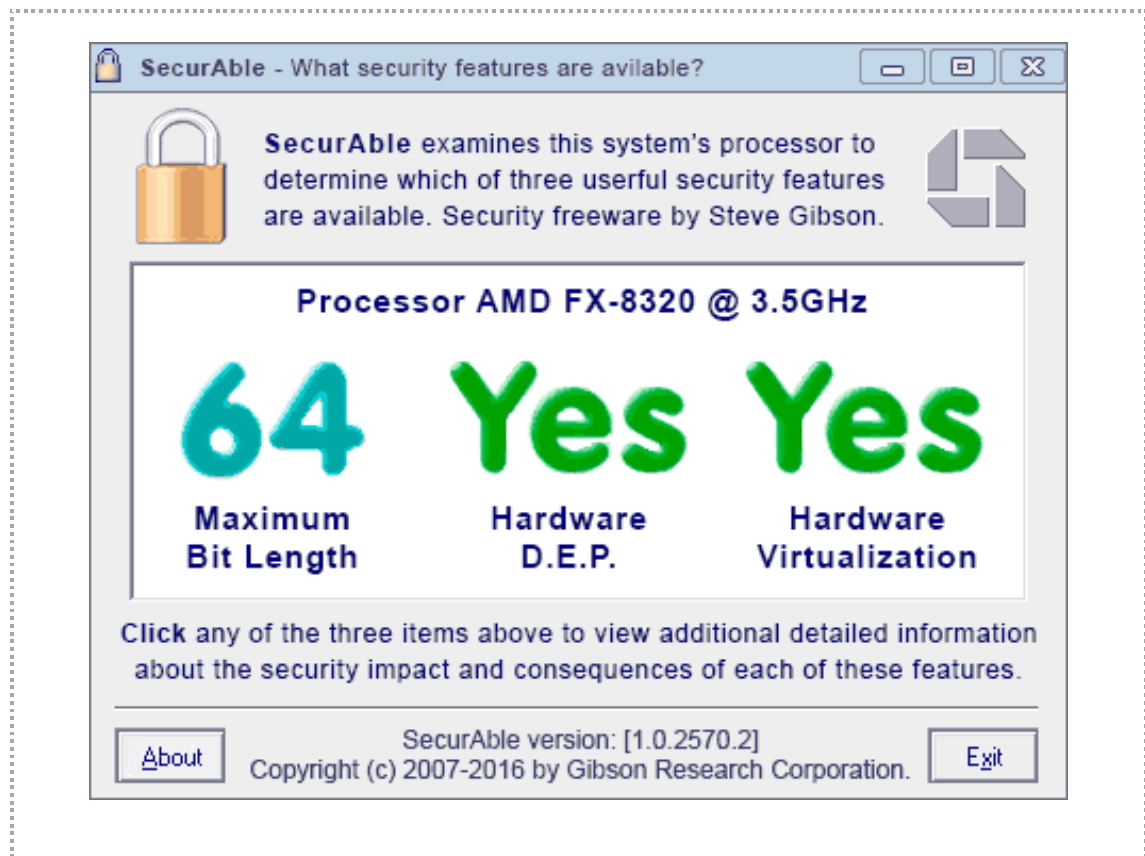 SecurAble - What security features are avilable?
SecurAble examines this system's processor to
determine which of three userful security features
are available. Security freeware by Steve Gibson.
Processor AMD FX-8320 @ 3.5GHz
64 Yes Yes
Maximum Hardware Hardware
Bit Length D.E.P. Virtualization
Click any of the three items above to view additional detailed information
about the security impact and consequences of each of these features.
About
SecurAble version: [1.0.2570.2]
Copyright (c) 2007-2016 by Gibson Research Corporation.
Exit